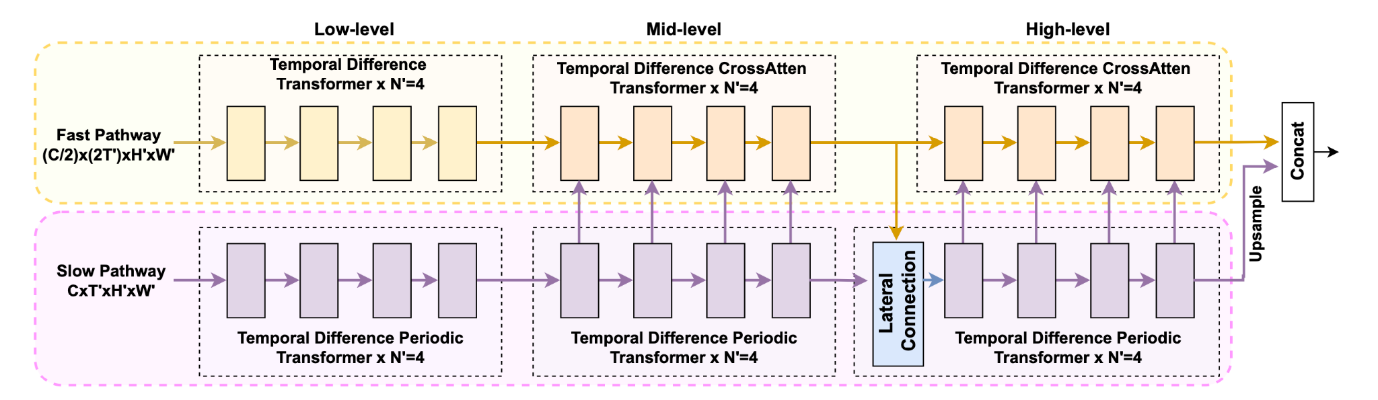 Low-level
Mid-level
High-level
Temporal Difference
Transformer x N'=4
Temporal Difference CrossAtten
Transformer x N'=4
Temporal Difference CrossAtten
Transformer x N'=4
Fast Pathway
(C/2)x(2T')xH'xW'
Concat
Upsample
Slow Pathway
CxT'xH'xW'
Lateral
Connection
Temporal Difference Periodic
Transformer x N'=4
Temporal Difference Periodic
Transformer x N'=4
Temporal Difference Periodic
Transformer x N'=4